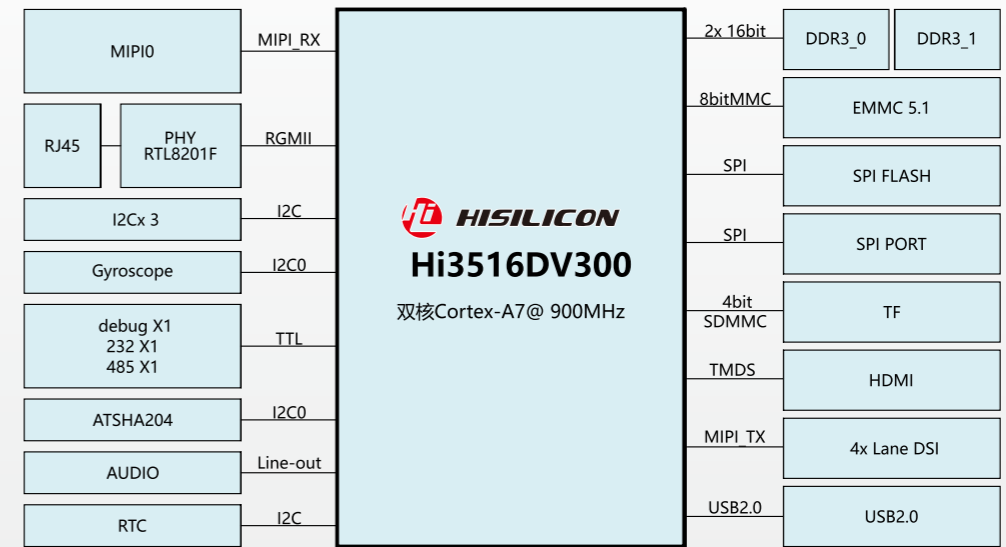 MIPI0
MIPI_RX
RJ45
PHY
RTL8201F
RGMII
I2Cx 3
I2C
Gyroscope
I2C0
debug X1
232 X1
485 X1
TTL
ATSHA204
I2C0
AUDIO
Line-out
RTC
I2C
Hi HISILICON
Hi3516DV300
双核Cortex-A7@ 900MHz
2x 16bit
DDR3_0
DDR3_1
8bitMMC
EMMC 5.1
SPI
SPI FLASH
SPI
SPI PORT
4bit
SDMMC
TF
TMDS
HDMI
MIPI_TX
4x Lane DSI
USB2.0
USB2.0